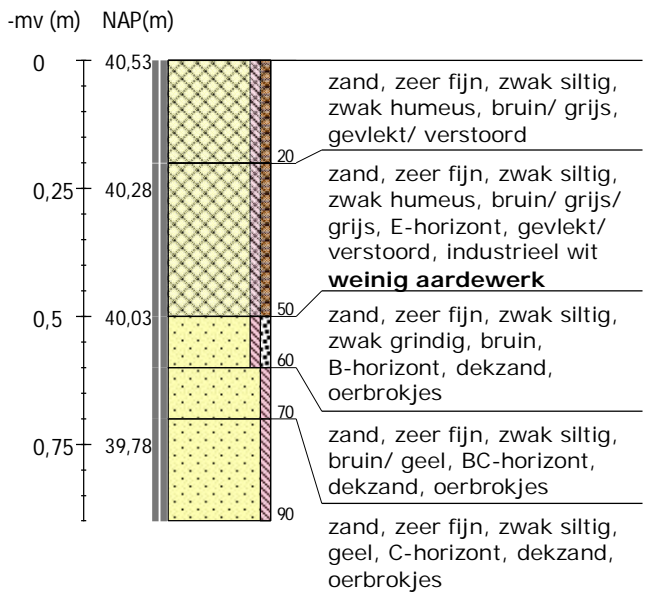 -mv (m) NAP(m)
0 40,53
zand, zeer fijn, zwak siltig,
zwak humeus, bruin/ grijs,
gevlekt/ verstoord
20
zand, zeer fijn, zwak siltig,
zwak humeus, bruin/ grijs/
grijs, E-horizont, gevlekt/
verstoord, industrieel wit
weinig aardewerk
0,25 40,28
50
0,5 40,03
zand, zeer fijn, zwak siltig,
zwak grindig, bruin,
B-horizont, dekzand,
oerbrokjes
60
zand, zeer fijn, zwak siltig,
bruin/ geel, BC-horizont,
dekzand, oerbrokjes
70
0,75 39,78
zand, zeer fijn, zwak siltig,
geel, C-horizont, dekzand,
oerbrokjes
90